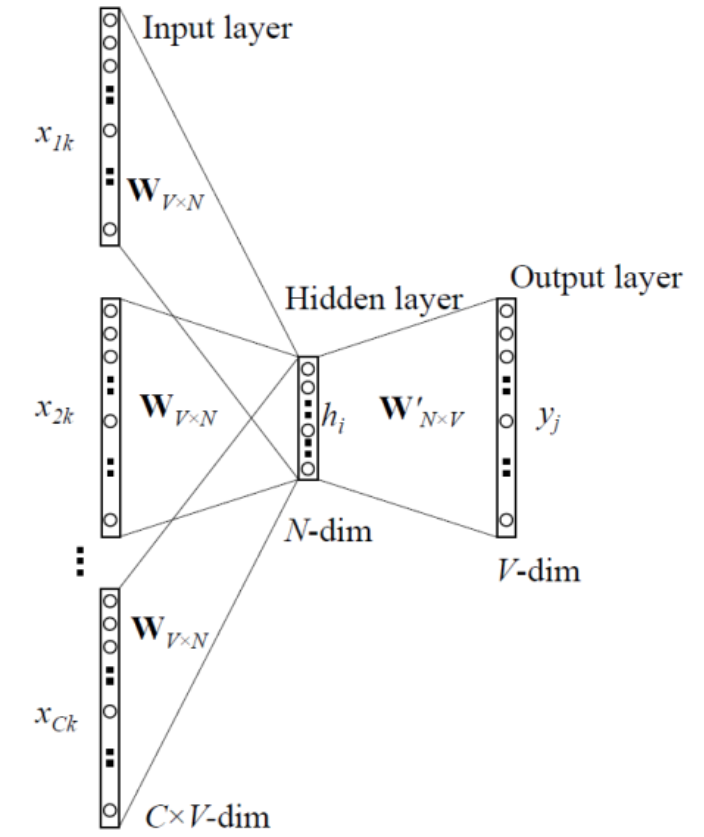 Input layer
x1k
WV×N
Hidden layer
Output layer
x2k
WV×N
hi
W'N×V
yj
N-dim
V-dim
WV×N
xCk
C×V-dim